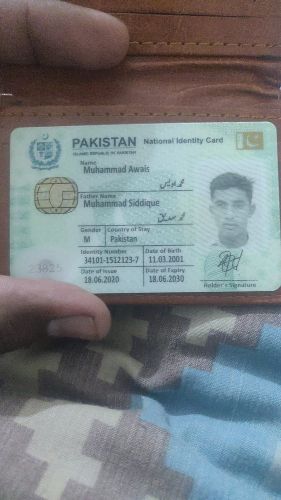 PAKISTAN National Identity Card
ISLAMIC REPUBLIC OF PAKISTAN
Name
Muhammad Awais
محمد اویس
Father Name
Muhammad Siddique
محمد صدیق
Gender Country of Stay
M Pakistan
Identity Number Date of Birth
34101-1512123-7 11.03.2001
Date of Issue Date of Expiry
18.06.2020 18.06.2030
Holder's Signature